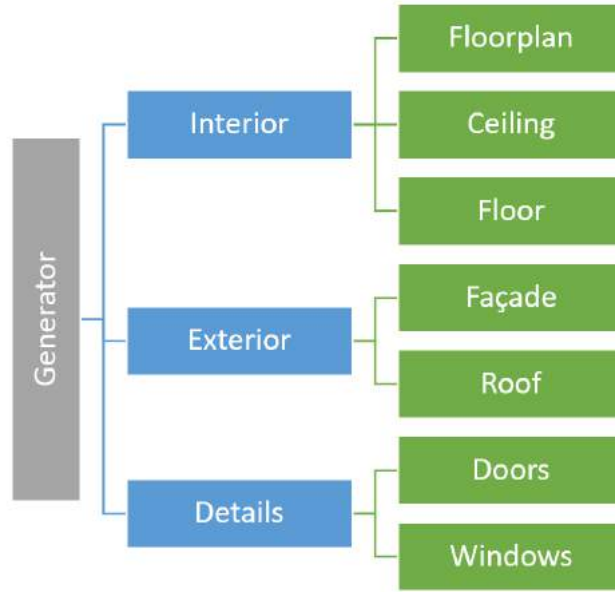 Generator
Interior
Floorplan
Ceiling
Floor
Exterior
Façade
Roof
Details
Doors
Windows